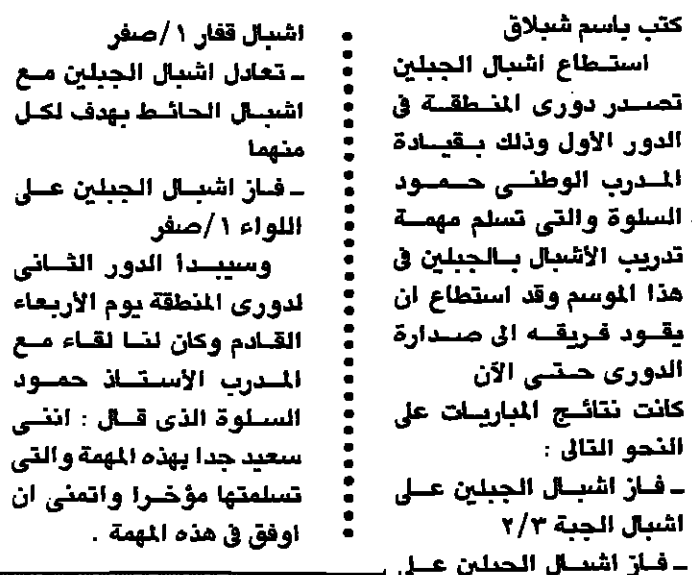 كتب باسم شبلاق
استطاع اشبال الجبلين
تصدر دورى المنطقة فى
الدور الأول وذلك بقيادة
المدرب الوطنى حمود
السلوة والتى تسلم مهمة
تدريب الأشبال بالجبلين فى
هذا الموسم وقد استطاع ان
يقود فريقه الى صدارة
الدورى حتى الآن
كانت نتائج المباريات على
النحو التالى :
ـ فاز اشبال الجبلين على
اشبال الجبة ٢/٣
ـ فاز اشبال الجبلين على
اشبال قفار ١/صفر
ـ تعادل اشبال الجبلين مع
اشبال الحائط بهدف لكل
منهما
ـ فاز اشبال الجبلين على
اللواء ١/صفر
وسيبدأ الدور الثانى
لدورى المنطقة يوم الأربعاء
القادم وكان لنا لقاء مع
المدرب الأستاذ حمود
السلوة الذى قال : اننى
سعيد جدا بهذه المهمة والتى
تسلمتها مؤخرا واتمنى ان
اوفق فى هذه المهمة .